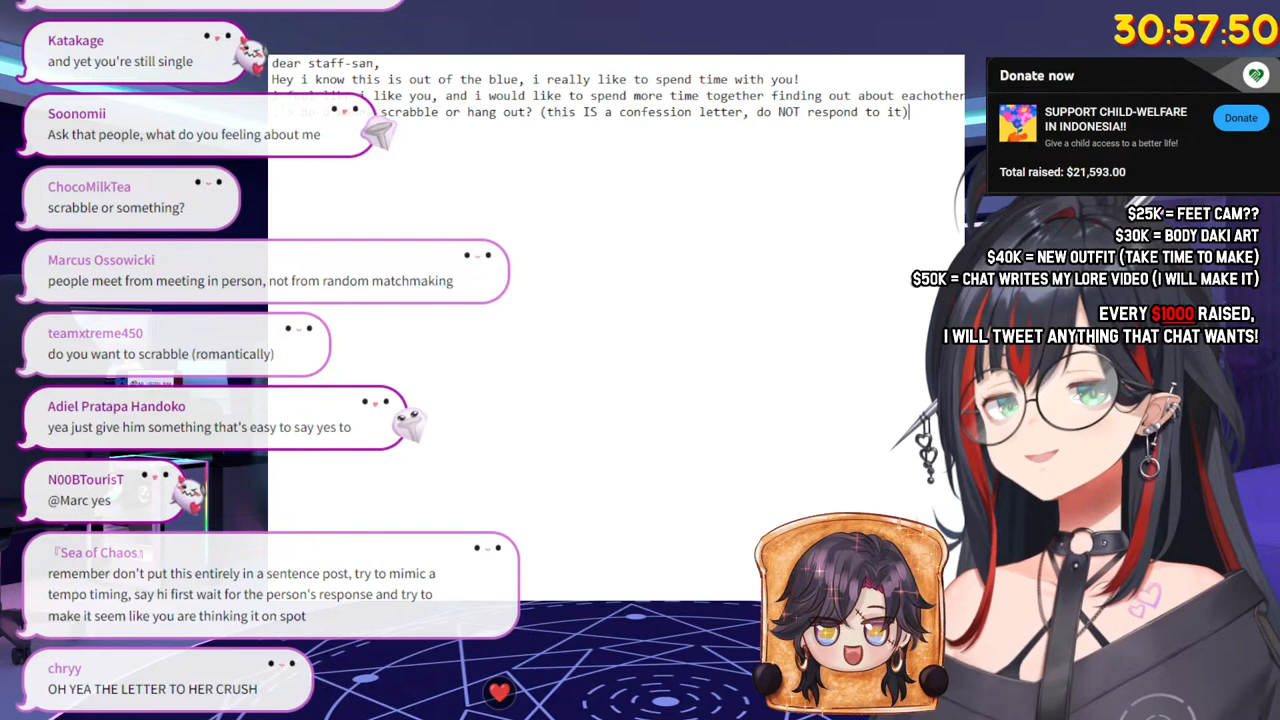 Katakage
and yet you're still single
Soonomii
Ask that people, what do you feeling about me
ChocoMilkTea
scrabble or something?
Marcus Ossowicki
people meet from meeting in person, not from random matchmaking
teamxtreme450
do you want to scrabble (romantically)
Adiel Pratapa Handoko
yea just give him something that's easy to say yes to
N00BTourisT
@Marc yes
『Sea of Chaos』
remember don't put this entirely in a sentence post, try to mimic a
tempo timing, say hi first wait for the person's response and try to
make it seem like you are thinking it on spot
chryy
OH YEA THE LETTER TO HER CRUSH
dear staff-san,
Hey i know this is out of the blue, i really like to spend time with you!
i like you, and i would like to spend more time together finding out about eachother
scrabble or hang out? (this IS a confession letter, do NOT respond to it)
30:57:50
Donate now
SUPPORT CHILD-WELFARE
IN INDONESIA!!
Give a child access to a better life!
Donate
Total raised: $21,593.00
$25K = FEET CAM??
$30K = BODY DAKI ART
$40K = NEW OUTFIT (TAKE TIME TO MAKE)
$50K = CHAT WRITES MY LORE VIDEO (I WILL MAKE IT)
EVERY $1000 RAISED,
I WILL TWEET ANYTHING THAT CHAT WANTS!